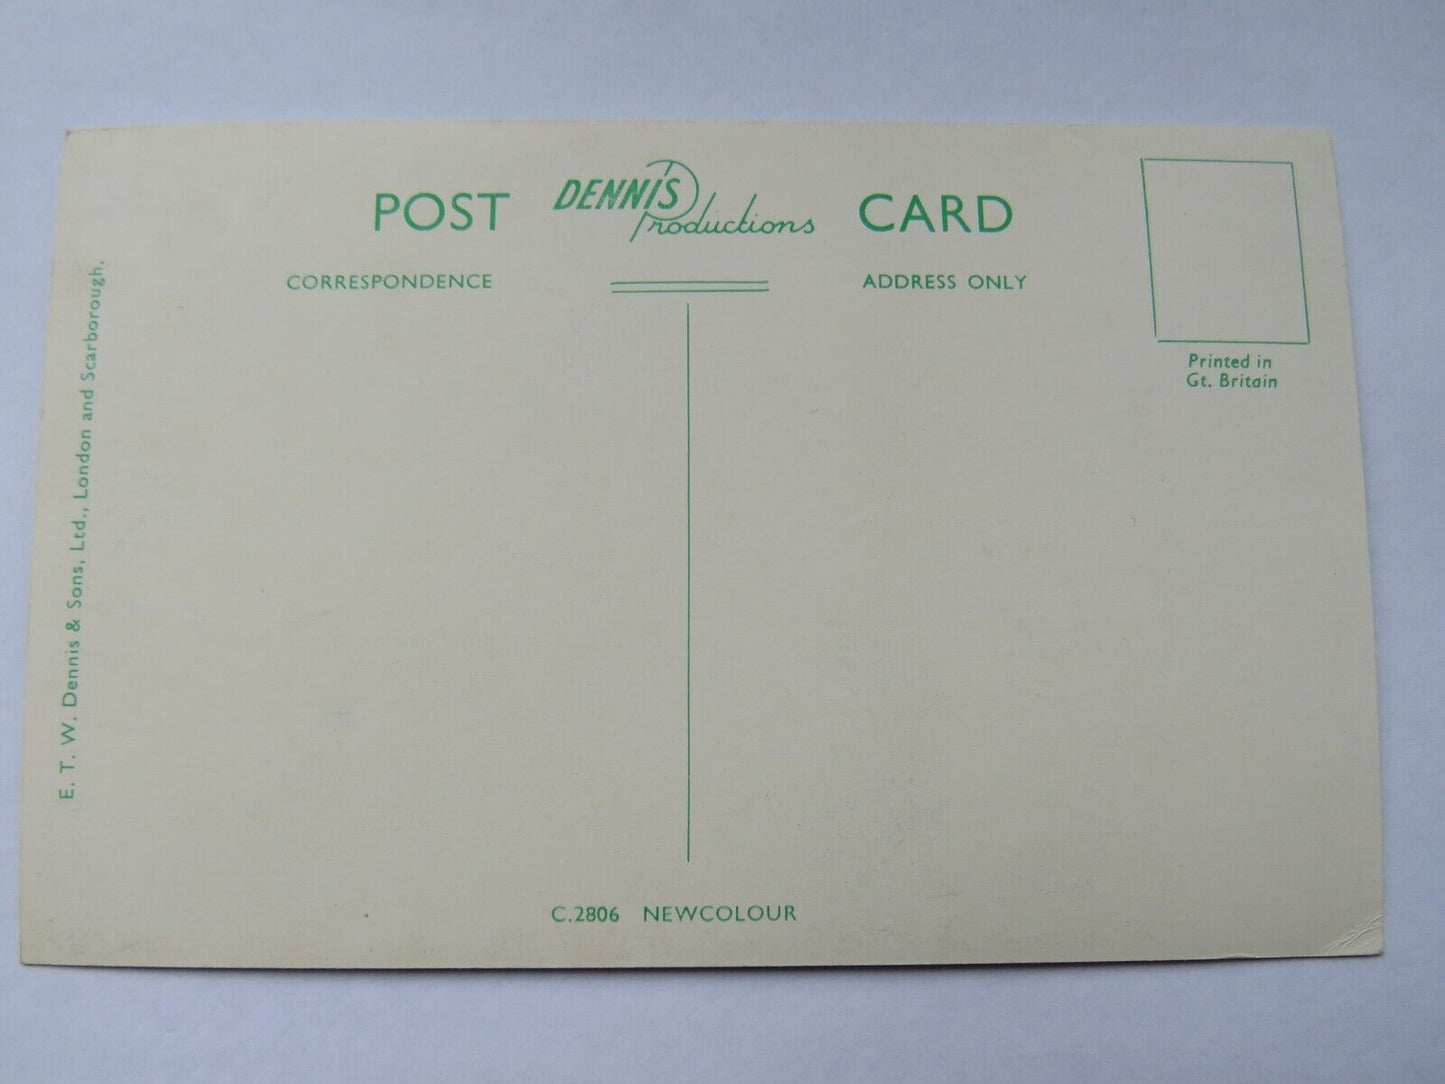 POST DENNIS Productions CARD
CORRESPONDENCE
ADDRESS ONLY
Printed in
Gt. Britain
E. T. W. Dennis & Sons, Ltd., London and Scarborough.
C.2806 NEWCOLOUR